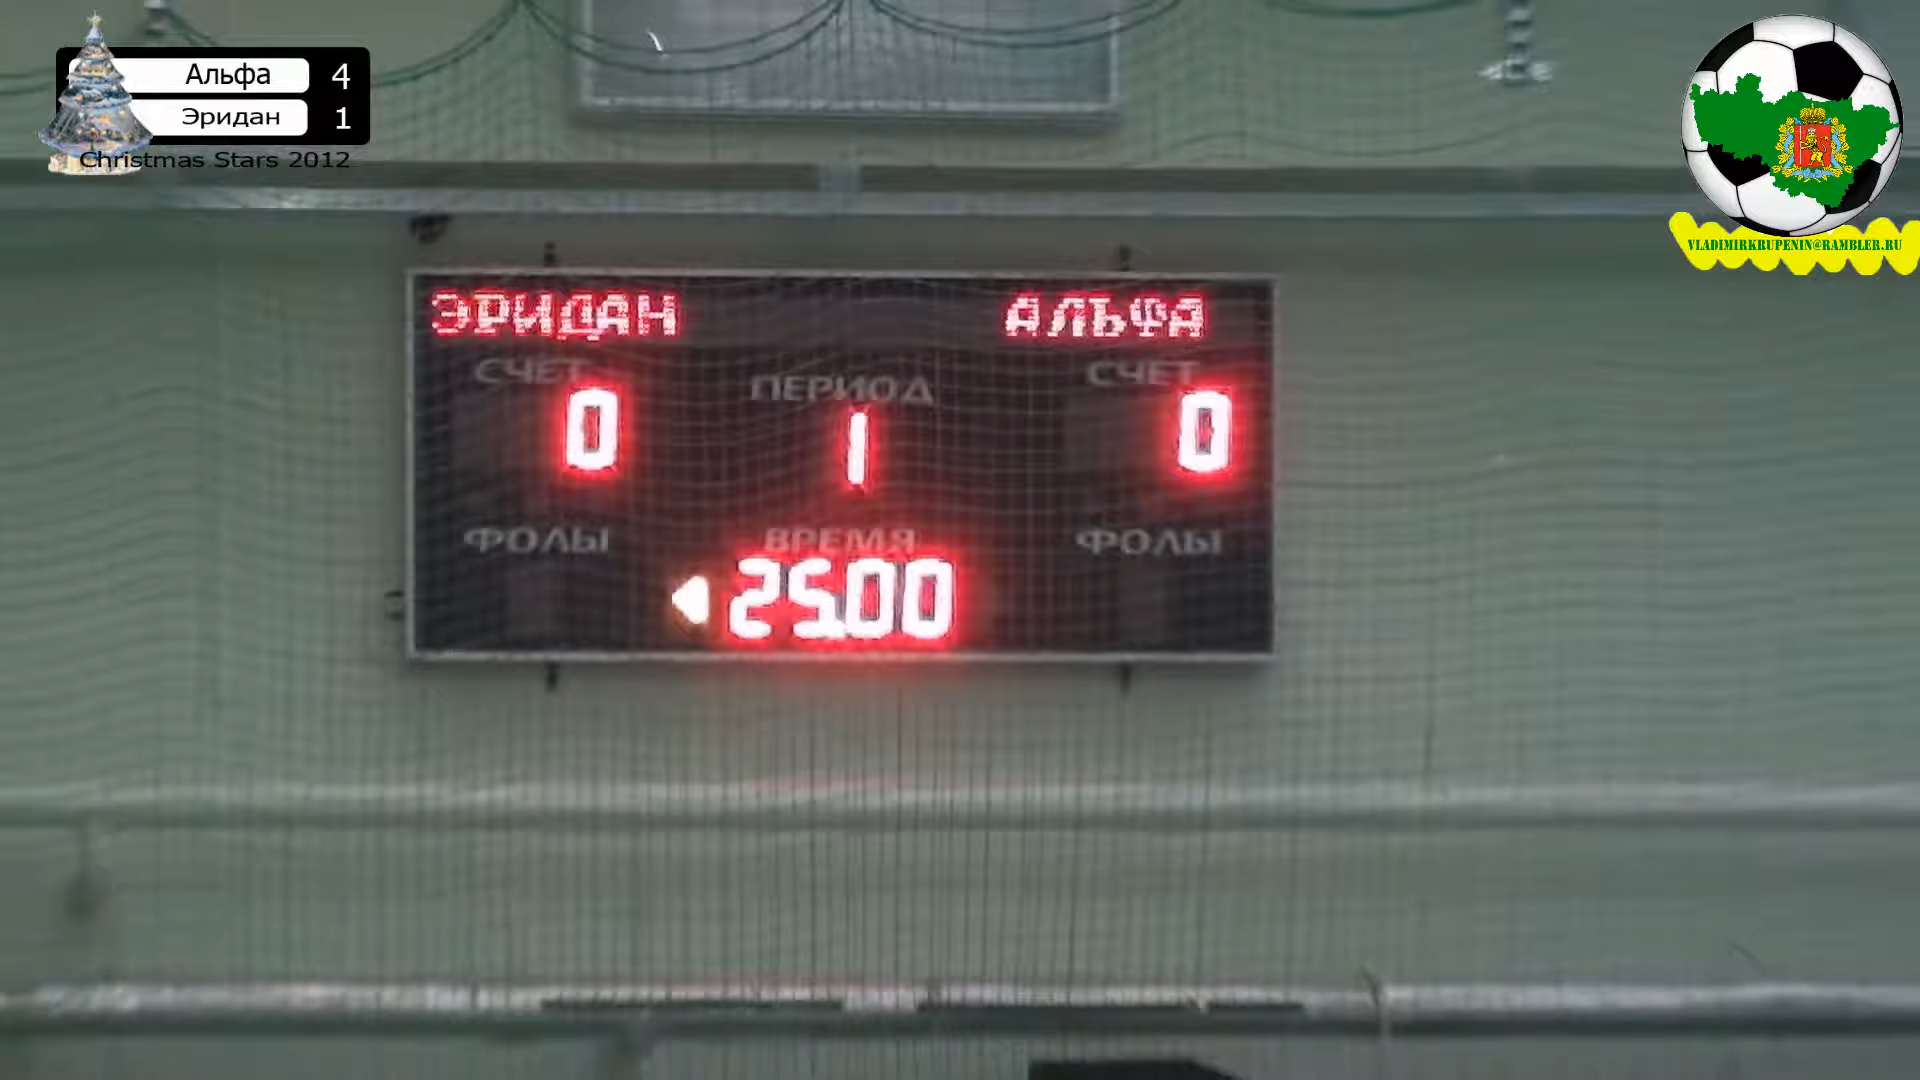 Альфа 4
Эридан 1
Christmas Stars 2012
VLADIMIRKRUPENIN@RAMBLER.RU
ЭРИДАН АЛЬФА
СЧЕТ ПЕРИОД СЧЕТ
0 1 0
ФОЛЫ ВРЕМЯ ФОЛЫ
25.00